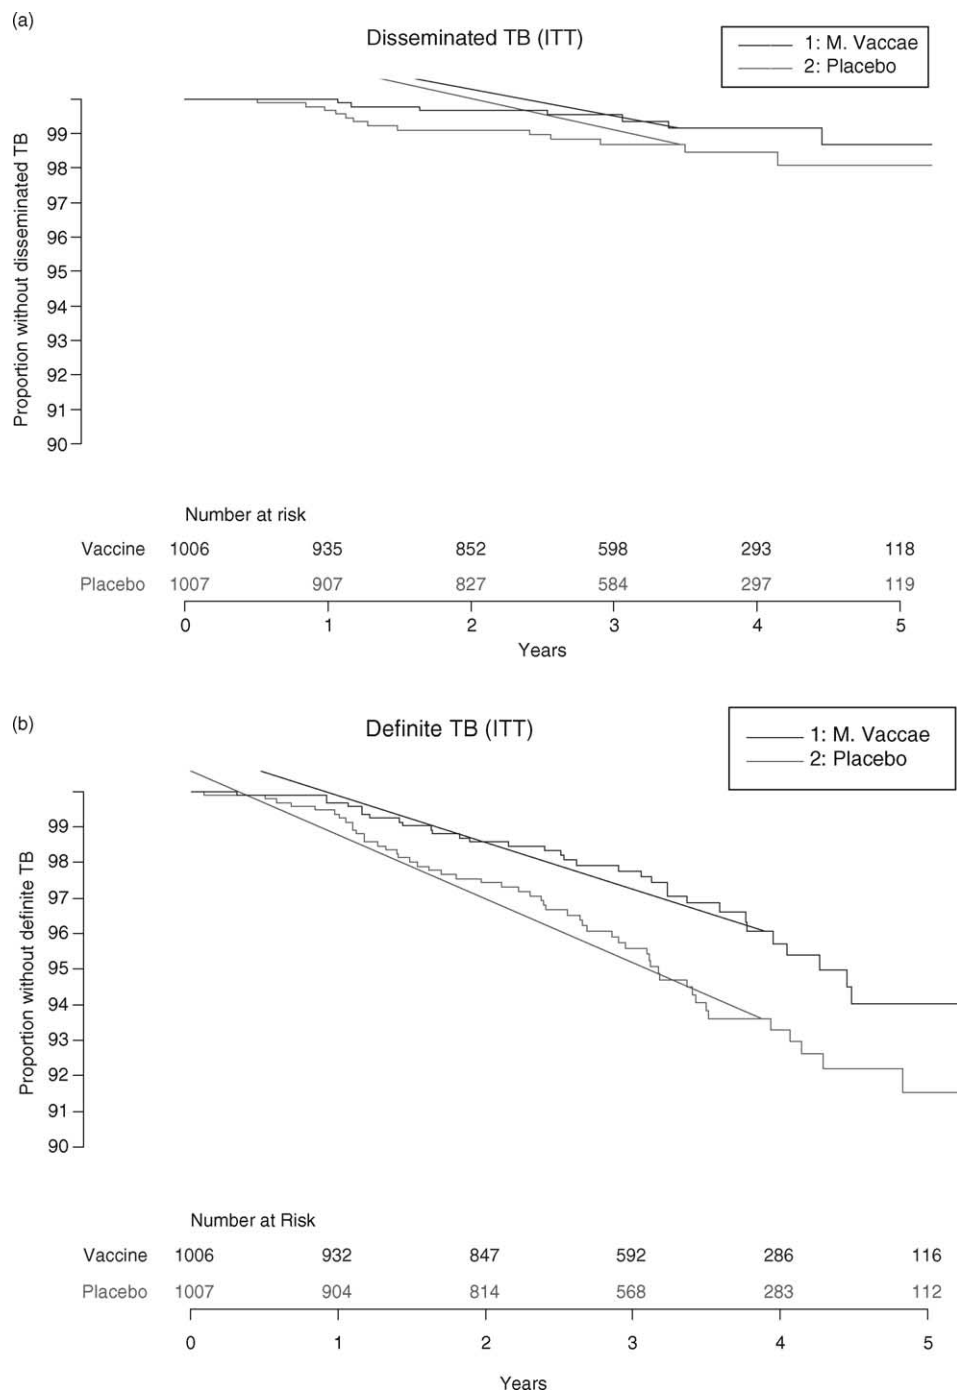 (a)
Disseminated TB (ITT)
1: M. Vaccae
2: Placebo
Proportion without disseminated TB
99
98
97
96
95
94
93
92
91
90
Number at risk
Vaccine 1006 935 852 598 293 118
Placebo 1007 907 827 584 297 119
0 1 2 3 4 5
Years
(b)
Definite TB (ITT)
1: M. Vaccae
2: Placebo
Proportion without definite TB
99
98
97
96
95
94
93
92
91
90
Number at Risk
Vaccine 1006 932 847 592 286 116
Placebo 1007 904 814 568 283 112
0 1 2 3 4 5
Years